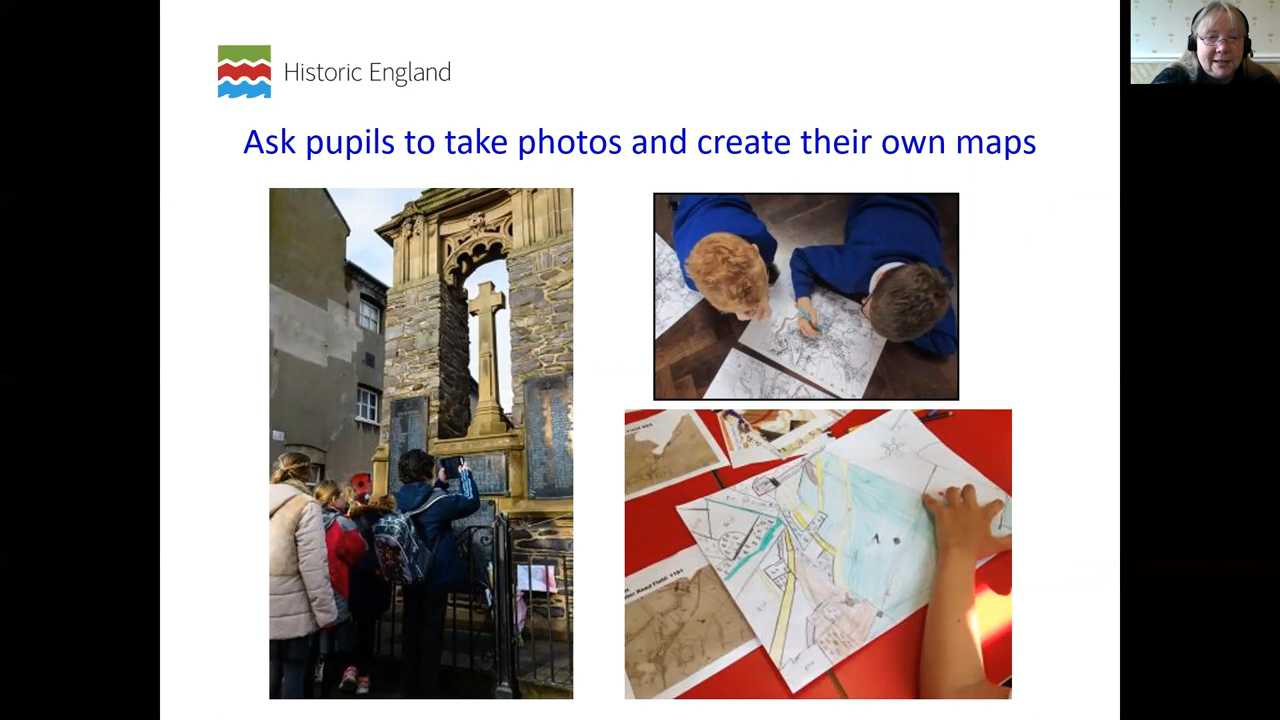 Historic England
Ask pupils to take photos and create their own maps